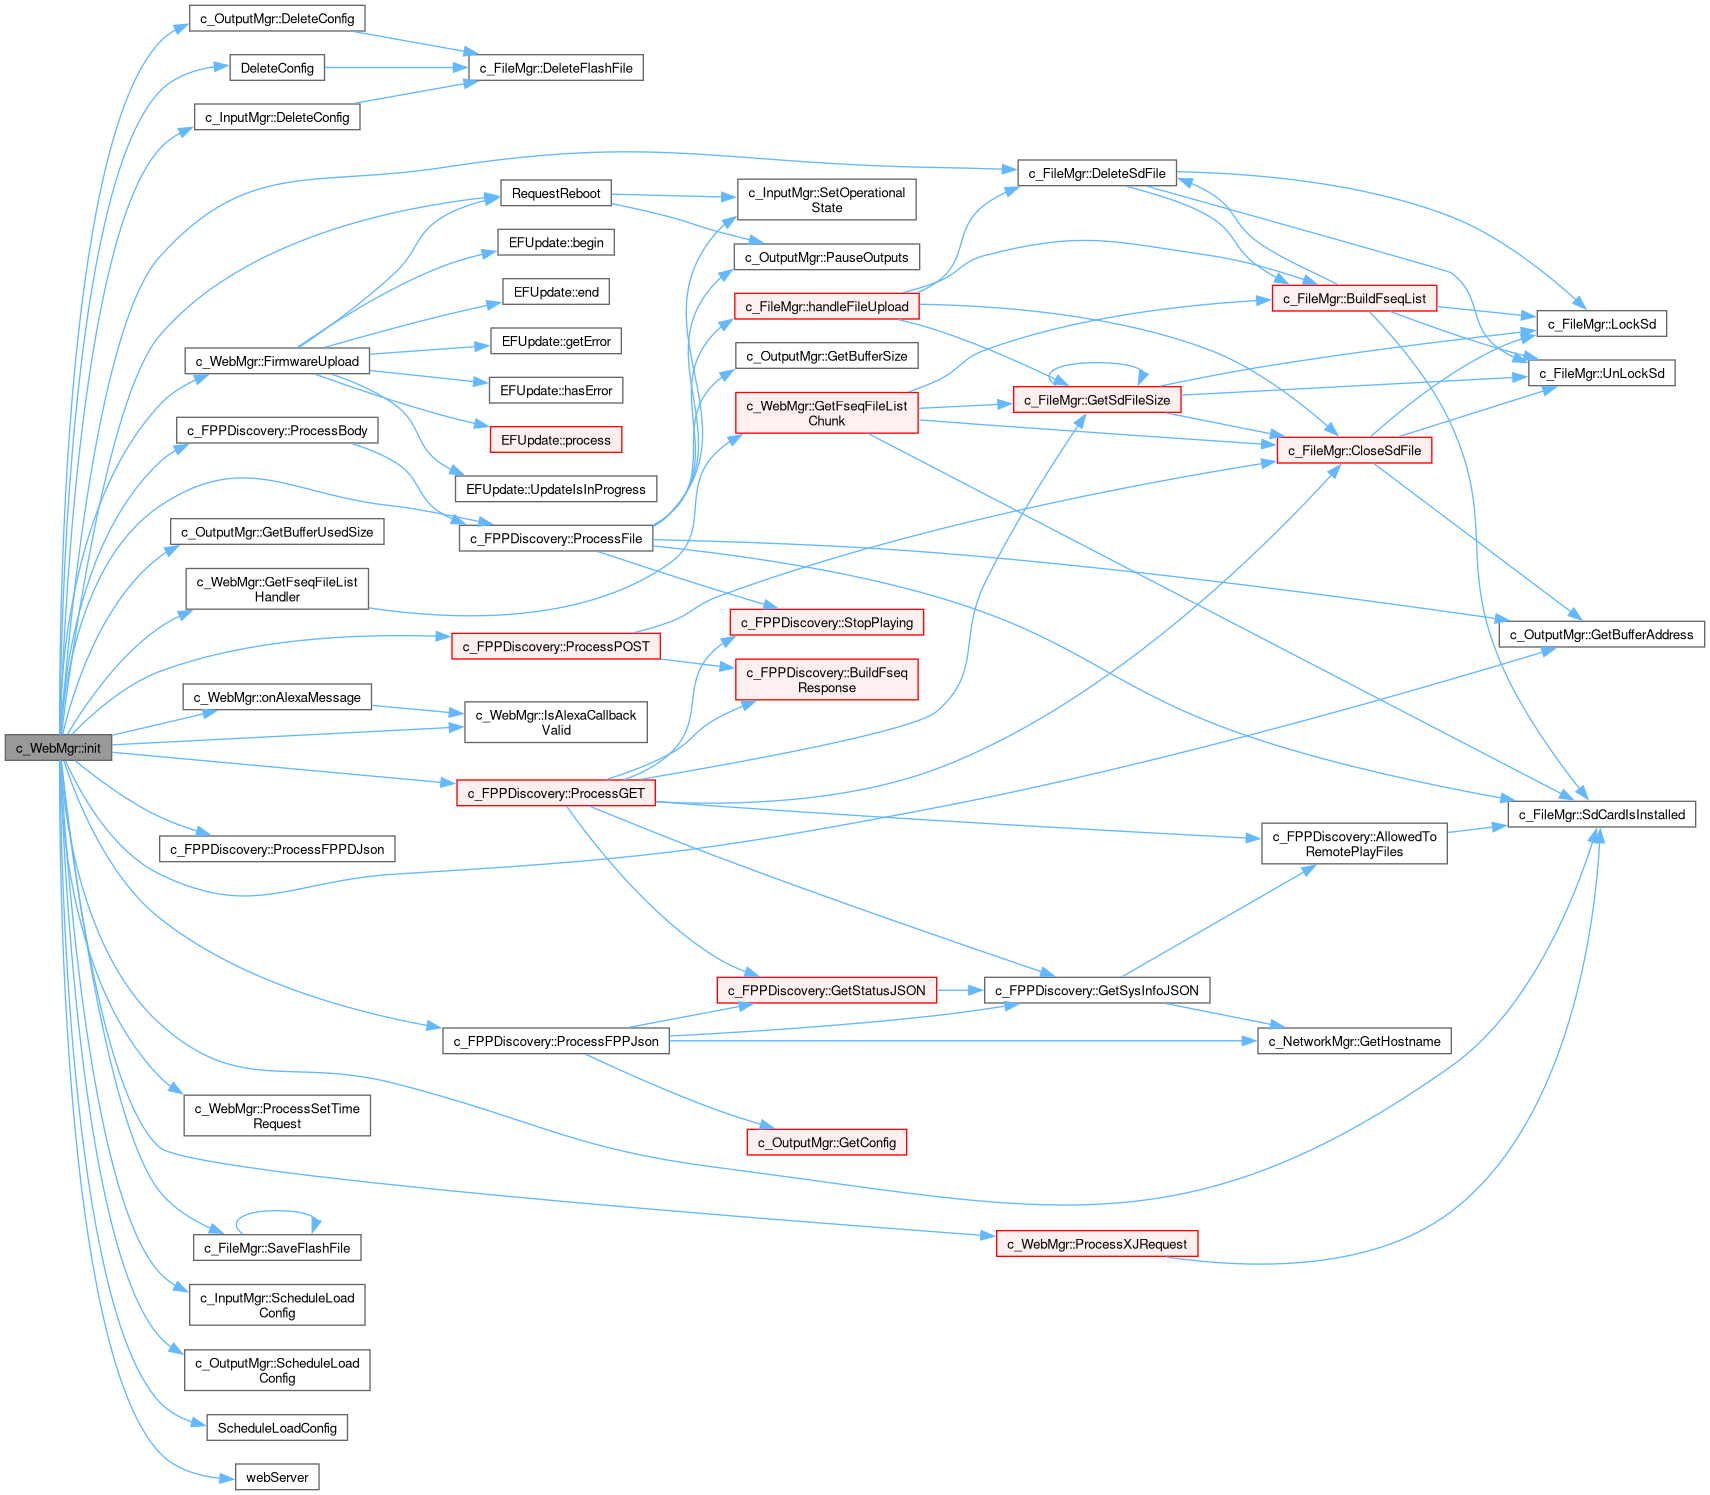 c_OutputMgr::DeleteConfig
DeleteConfig
c_FileMgr::DeleteFlashFile
c_InputMgr::DeleteConfig
c_FileMgr::DeleteSdFile
RequestReboot
c_InputMgr::SetOperational
State
EFUpdate::begin
c_OutputMgr::PauseOutputs
EFUpdate::end
c_FileMgr::handleFileUpload
c_FileMgr::BuildFseqList
c_FileMgr::LockSd
EFUpdate::getError
c_WebMgr::FirmwareUpload
c_OutputMgr::GetBufferSize
c_FileMgr::UnLockSd
EFUpdate::hasError
c_WebMgr::GetFseqFileList
Chunk
c_FileMgr::GetSdFileSize
c_FPPDiscovery::ProcessBody
EFUpdate::process
c_FileMgr::CloseSdFile
EFUpdate::UpdateIsInProgress
c_OutputMgr::GetBufferUsedSize
c_FPPDiscovery::ProcessFile
c_WebMgr::GetFseqFileList
Handler
c_FPPDiscovery::StopPlaying
c_OutputMgr::GetBufferAddress
c_FPPDiscovery::ProcessPOST
c_FPPDiscovery::BuildFseq
Response
c_WebMgr::onAlexaMessage
c_WebMgr::IsAlexaCallback
Valid
c_WebMgr::init
c_FPPDiscovery::ProcessGET
c_FileMgr::SdCardIsInstalled
c_FPPDiscovery::ProcessFPPDJson
c_FPPDiscovery::AllowedTo
RemotePlayFiles
c_FPPDiscovery::GetStatusJSON
c_FPPDiscovery::GetSysInfoJSON
c_FPPDiscovery::ProcessFPPJson
c_NetworkMgr::GetHostname
c_WebMgr::ProcessSetTime
Request
c_OutputMgr::GetConfig
c_FileMgr::SaveFlashFile
c_WebMgr::ProcessXJRequest
c_InputMgr::ScheduleLoad
Config
c_OutputMgr::ScheduleLoad
Config
ScheduleLoadConfig
webServer